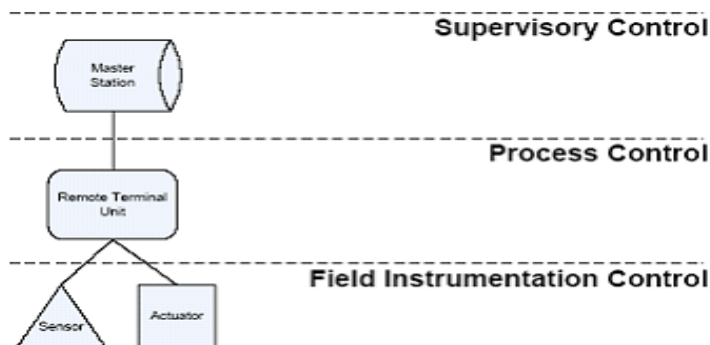 Supervisory Control
Master
Station
Process Control
Remote Terminal
Unit
Field Instrumentation Control
Sensor
Actuator